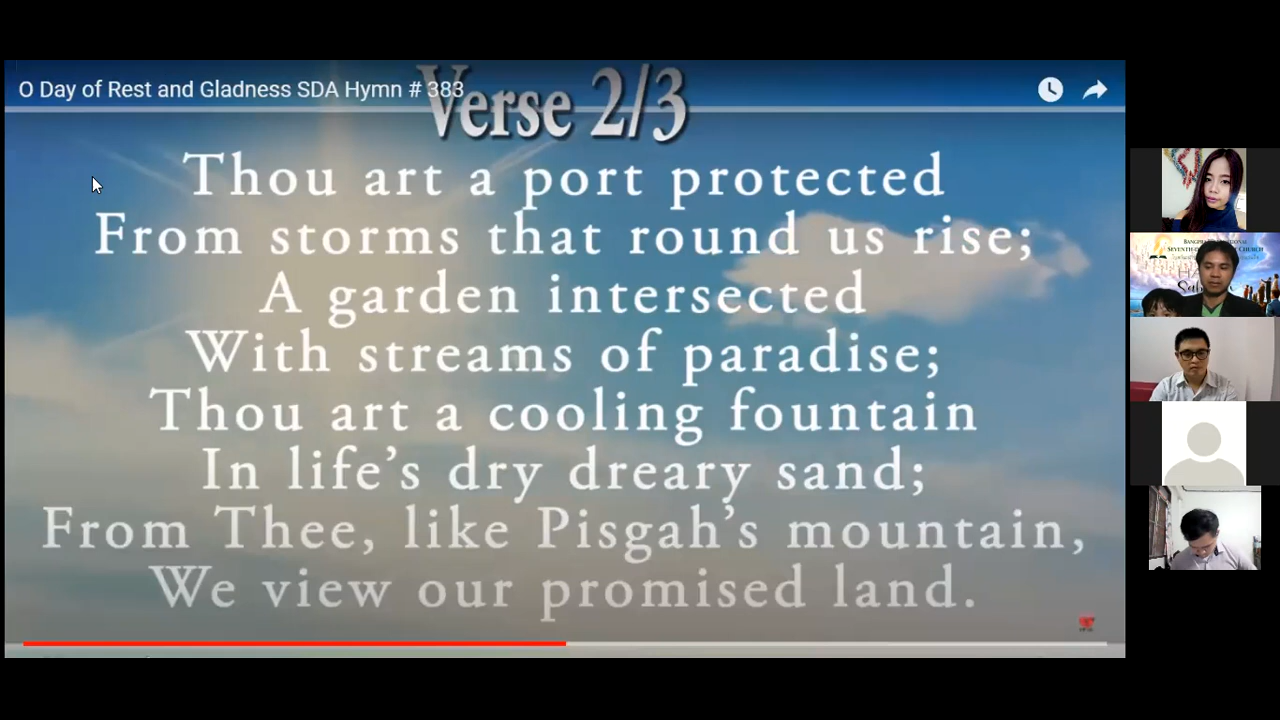 O Day of Rest and Gladness SDA Hymn # 383
Verse 2/3
Thou art a port protected
From storms that round us rise;
A garden intersected
With streams of paradise;
Thou art a cooling fountain
In life's dry dreary sand;
From Thee, like Pisgah's mountain,
We view our promised land.